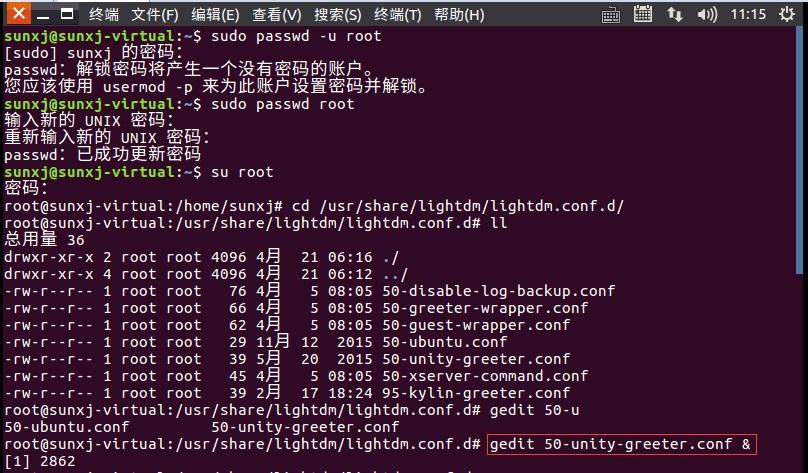 终端 终端 文件(F) 编辑(E) 查看(V) 搜索(S) 终端(T) 帮助(H) 11:15
sunxj@sunxj-virtual:~$ sudo passwd -u root
[sudo] sunxj 的密码:
passwd: 解锁密码将产生一个没有密码的账户。
您应该使用 usermod -p 来为此账户设置密码并解锁。
sunxj@sunxj-virtual:~$ sudo passwd root
输入新的 UNIX 密码:
重新输入新的 UNIX 密码:
passwd: 已成功更新密码
sunxj@sunxj-virtual:~$ su root
密码:
root@sunxj-virtual:/home/sunxj# cd /usr/share/lightdm/lightdm.conf.d/
root@sunxj-virtual:/usr/share/lightdm/lightdm.conf.d# ll
总用量 36
drwxr-xr-x 2 root root 4096 4月  21 06:16 ./
drwxr-xr-x 4 root root 4096 4月  21 06:12 ../
-rw-r--r-- 1 root root   76 4月   5 08:05 50-disable-log-backup.conf
-rw-r--r-- 1 root root   66 4月   5 08:05 50-greeter-wrapper.conf
-rw-r--r-- 1 root root   62 4月   5 08:05 50-guest-wrapper.conf
-rw-r--r-- 1 root root   29 11月 12  2015 50-ubuntu.conf
-rw-r--r-- 1 root root   39 5月  20  2015 50-unity-greeter.conf
-rw-r--r-- 1 root root   45 4月   5 08:05 50-xserver-command.conf
-rw-r--r-- 1 root root   39 2月  17 18:24 95-kylin-greeter.conf
root@sunxj-virtual:/usr/share/lightdm/lightdm.conf.d# gedit 50-u
50-ubuntu.conf         50-unity-greeter.conf
root@sunxj-virtual:/usr/share/lightdm/lightdm.conf.d# gedit 50-unity-greeter.conf &
[1] 2862